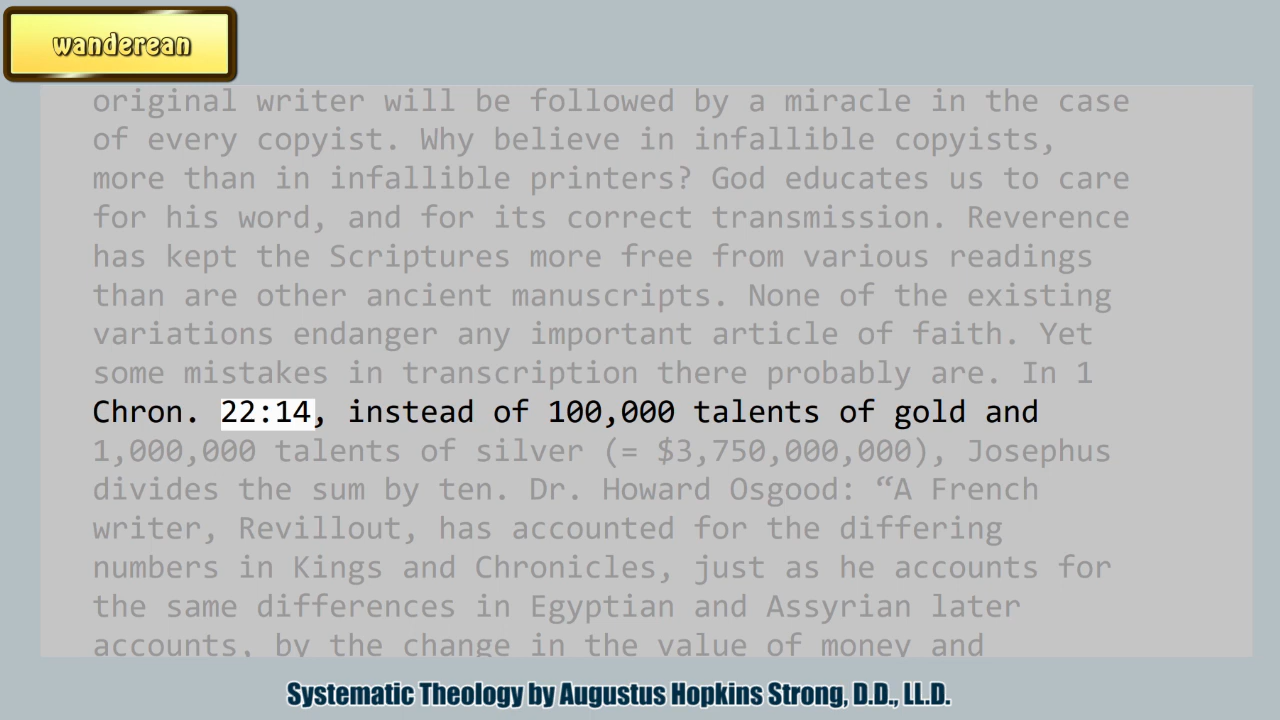 wanderean
original writer will be followed by a miracle in the case
of every copyist. Why believe in infallible copyists,
more than in infallible printers? God educates us to care
for his word, and for its correct transmission. Reverence
has kept the Scriptures more free from various readings
than are other ancient manuscripts. None of the existing
variations endanger any important article of faith. Yet
some mistakes in transcription there probably are. In 1
Chron. 22:14, instead of 100,000 talents of gold and
1,000,000 talents of silver (= $3,750,000,000), Josephus
divides the sum by ten. Dr. Howard Osgood: “A French
writer, Revillout, has accounted for the differing
numbers in Kings and Chronicles, just as he accounts for
the same differences in Egyptian and Assyrian later
accounts, by the change in the value of money and
Systematic Theology by Augustus Hopkins Strong, D.D., LL.D.